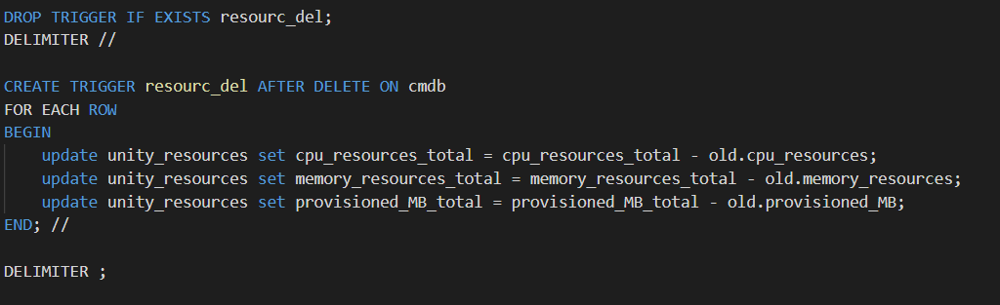 DROP TRIGGER IF EXISTS resourc_del;
DELIMITER //
CREATE TRIGGER resourc_del AFTER DELETE ON cmdb
FOR EACH ROW
BEGIN
    update unity_resources set cpu_resources_total = cpu_resources_total - old.cpu_resources;
    update unity_resources set memory_resources_total = memory_resources_total - old.memory_resources;
    update unity_resources set provisioned_MB_total = provisioned_MB_total - old.provisioned_MB;
END; //
DELIMITER ;